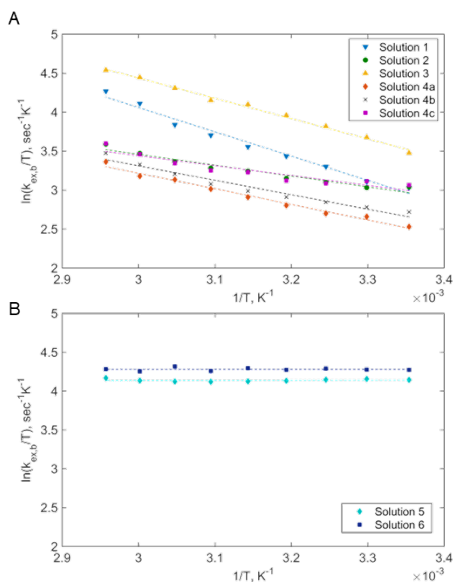 A
5
4.5
4
3.5
3
2.5
2
ln(k_ex,b/T), sec⁻¹K⁻¹
Solution 1
Solution 2
Solution 3
Solution 4a
Solution 4b
Solution 4c
2.9 3 3.1 3.2 3.3 3.4
1/T, K⁻¹
×10⁻³
B
5
4.5
4
3.5
3
2.5
2
ln(k_ex,b/T), sec⁻¹K⁻¹
Solution 5
Solution 6
2.9 3 3.1 3.2 3.3 3.4
1/T, K⁻¹
×10⁻³